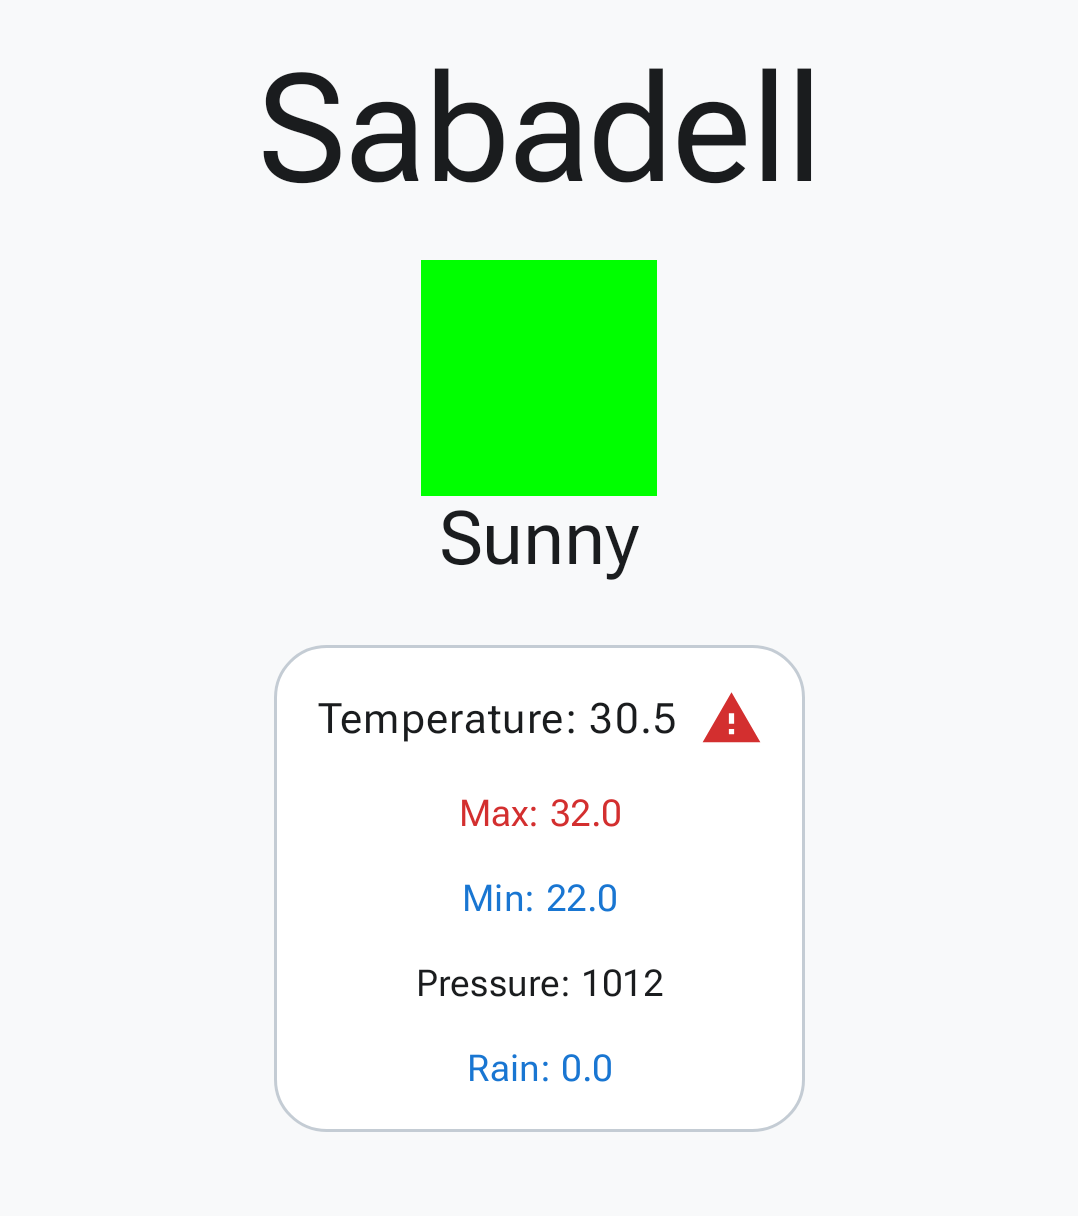 Sabadell
Sunny
Temperature: 30.5
Max: 32.0
Min: 22.0
Pressure: 1012
Rain: 0.0